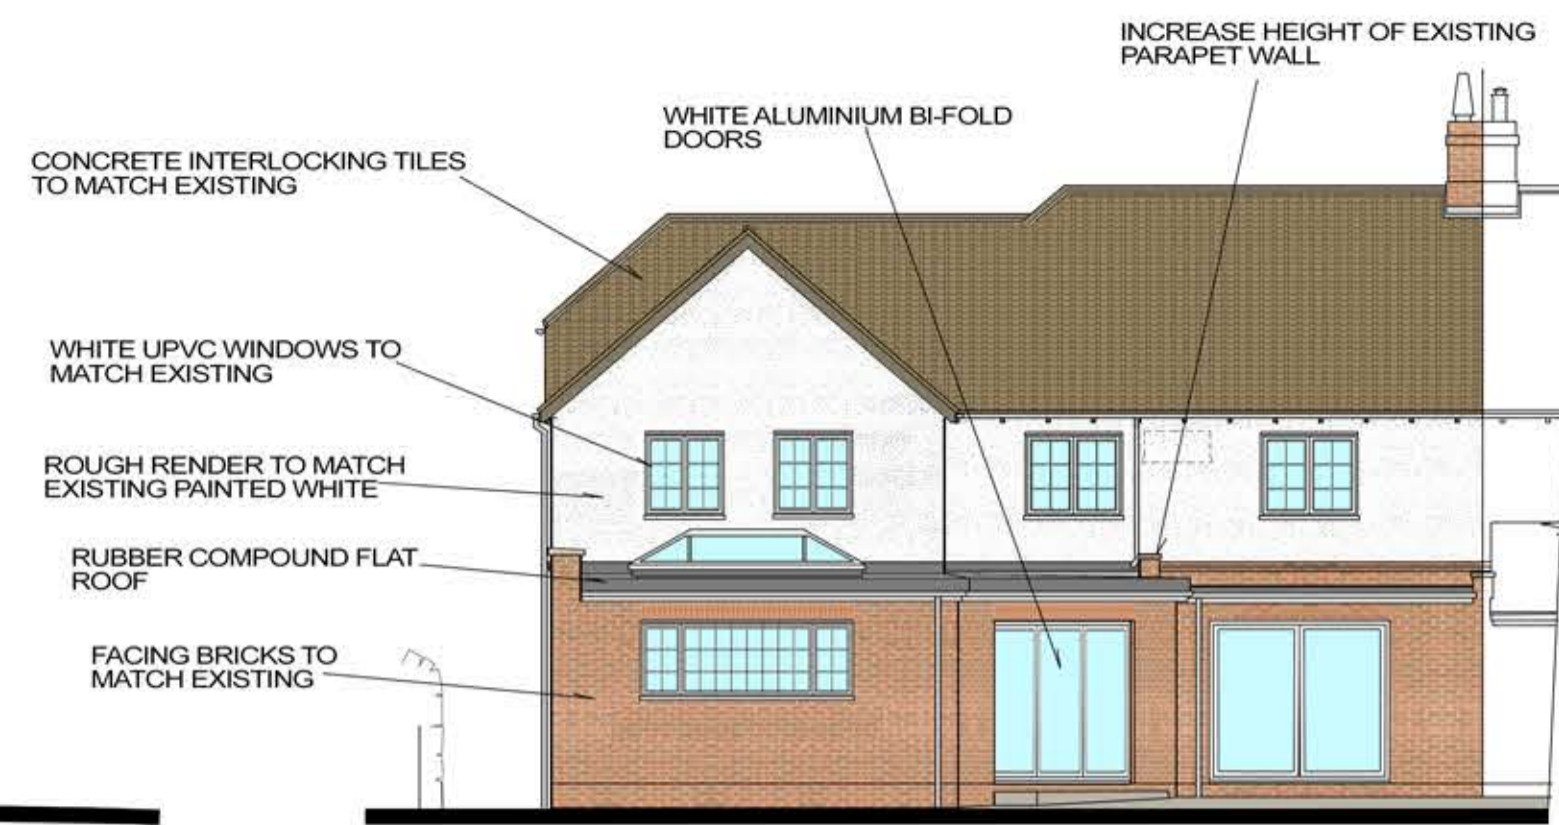 INCREASE HEIGHT OF EXISTING
PARAPET WALL
WHITE ALUMINIUM BI-FOLD
DOORS
CONCRETE INTERLOCKING TILES
TO MATCH EXISTING
WHITE UPVC WINDOWS TO
MATCH EXISTING
ROUGH RENDER TO MATCH
EXISTING PAINTED WHITE
RUBBER COMPOUND FLAT
ROOF
FACING BRICKS TO
MATCH EXISTING